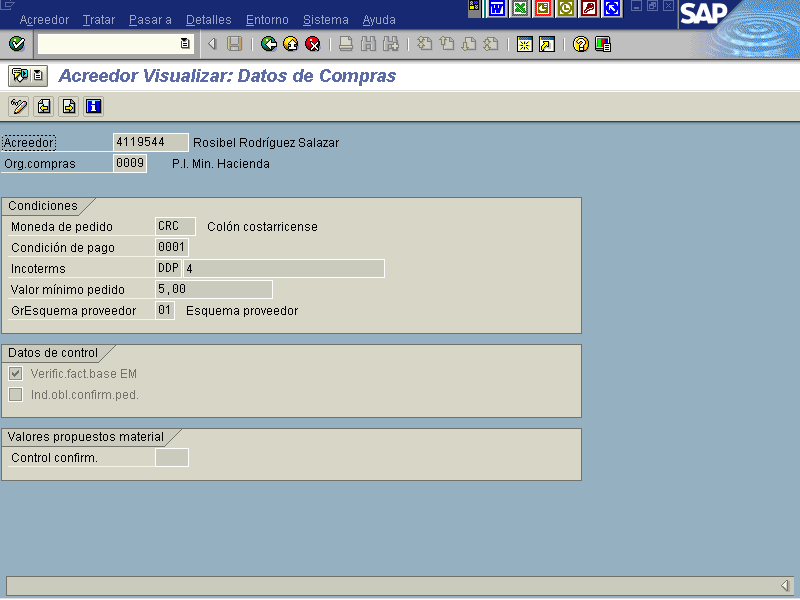 Acreedor Tratar Pasar a Detalles Entorno Sistema Ayuda
SAP
Acreedor Visualizar: Datos de Compras
Acreedor 4119544 Rosibel Rodríguez Salazar
Org.compras 0009 P.I. Min. Hacienda
Condiciones
Moneda de pedido CRC Colón costarricense
Condición de pago 0001
Incoterms DDP 4
Valor mínimo pedido 5,00
GrEsquema proveedor 01 Esquema proveedor
Datos de control
Verific.fact.base EM
Ind.obl.confirm.ped.
Valores propuestos material
Control confirm.